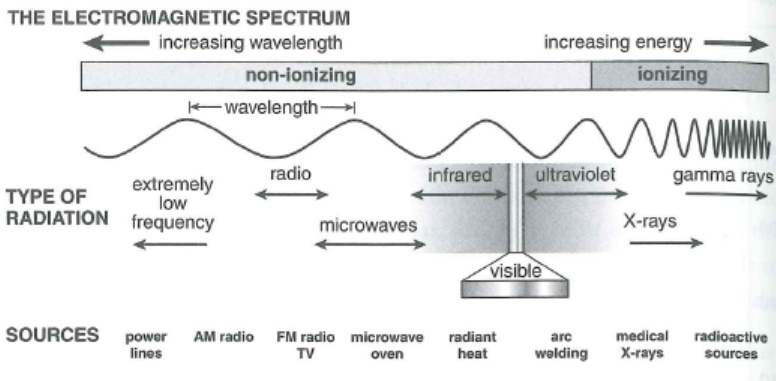 THE ELECTROMAGNETIC SPECTRUM
increasing wavelength
increasing energy
non-ionizing
ionizing
wavelength
TYPE OF
RADIATION
extremely
low
frequency
radio
microwaves
infrared
visible
ultraviolet
X-rays
gamma rays
SOURCES
power
lines
AM radio
FM radio
TV
microwave
oven
radiant
heat
arc
welding
medical
X-rays
radioactive
sources